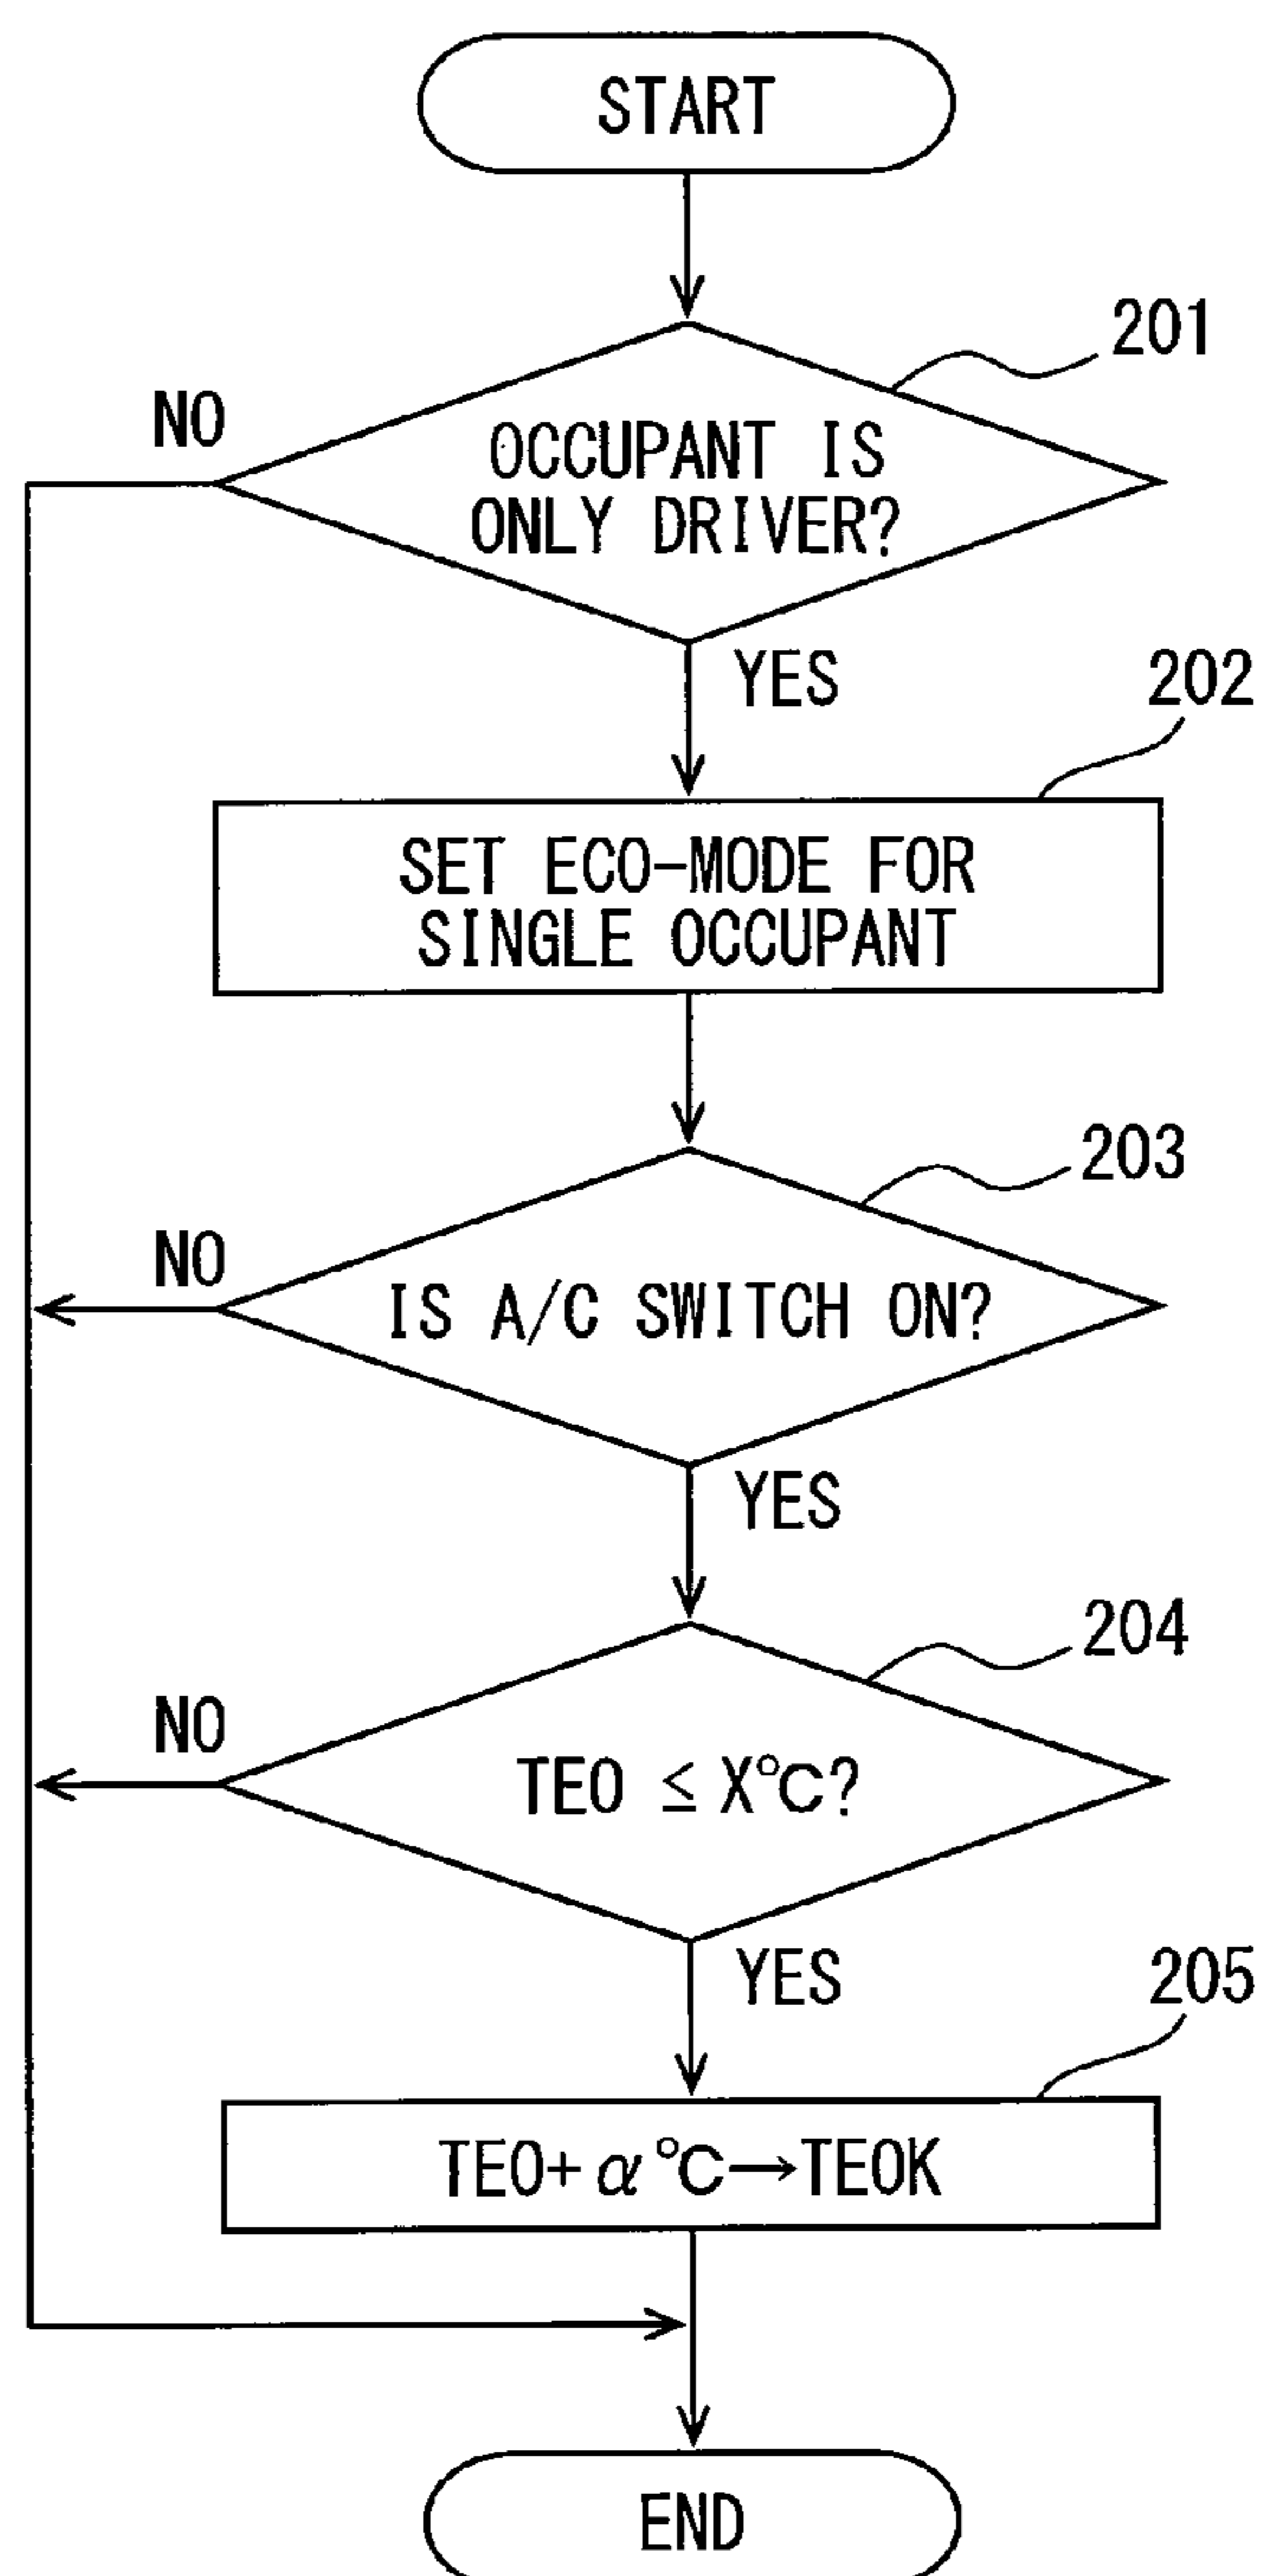 START
201
NO
OCCUPANT IS
ONLY DRIVER?
YES
202
SET ECO-MODE FOR
SINGLE OCCUPANT
203
NO
IS A/C SWITCH ON?
YES
204
NO
TEO ≤ X°C?
YES
205
TEO+α°C→TEOK
END